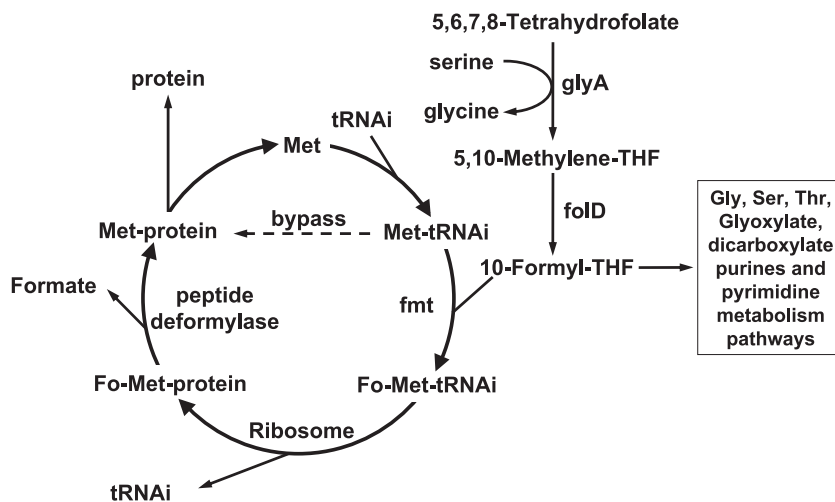 5,6,7,8-Tetrahydrofolate
serine
glyA
glycine
5,10-Methylene-THF
folD
10-Formyl-THF
Gly, Ser, Thr,
Glyoxylate,
dicarboxylate
purines and
pyrimidine
metabolism
pathways
protein
tRNAi
Met
Met-protein
bypass
Met-tRNAi
Formate
peptide
deformylase
fmt
Fo-Met-protein
Fo-Met-tRNAi
Ribosome
tRNAi